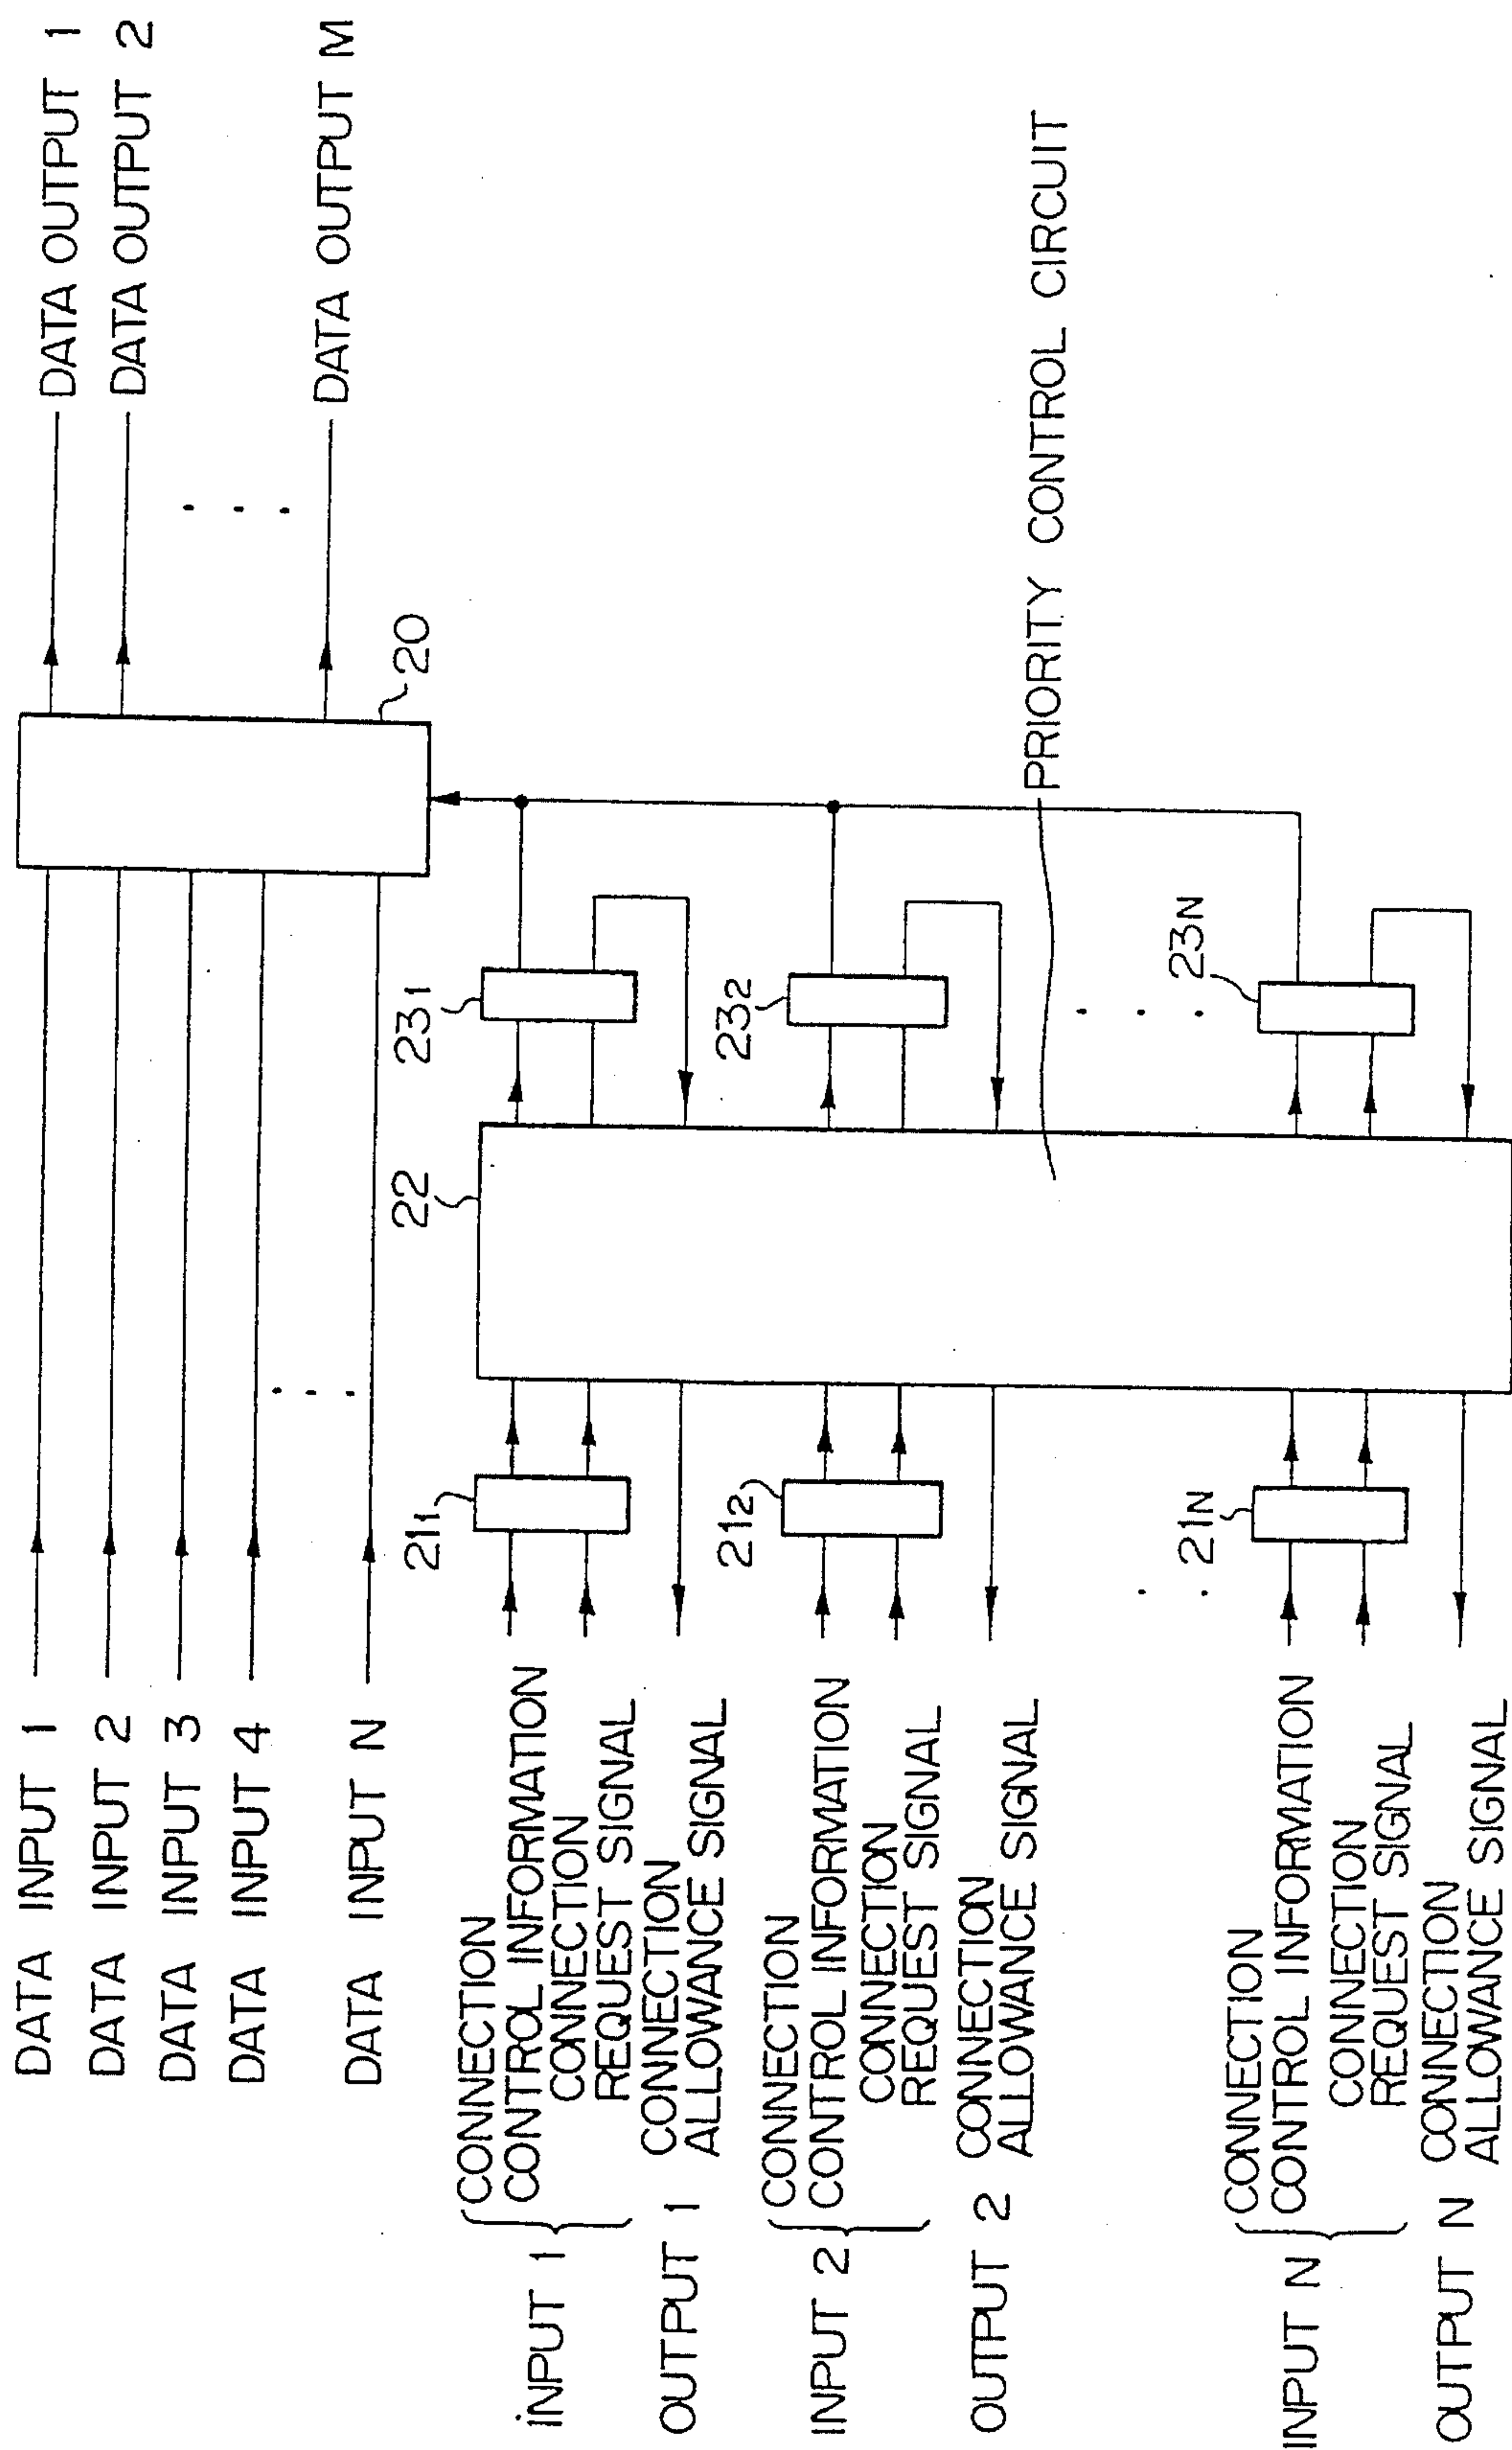 DATA INPUT 1
DATA INPUT 2
DATA INPUT 3
DATA INPUT 4
DATA INPUT N
DATA OUTPUT 1
DATA OUTPUT 2
DATA OUTPUT M
20
INPUT 1
CONNECTION
CONTROL INFORMATION
CONNECTION
REQUEST SIGNAL
OUTPUT 1
CONNECTION
ALLOWANCE SIGNAL
211
22
231
INPUT 2
CONNECTION
CONTROL INFORMATION
CONNECTION
REQUEST SIGNAL
OUTPUT 2
CONNECTION
ALLOWANCE SIGNAL
212
232
PRIORITY CONTROL CIRCUIT
INPUT N
CONNECTION
CONTROL INFORMATION
CONNECTION
REQUEST SIGNAL
OUTPUT N
CONNECTION
ALLOWANCE SIGNAL
21N
23N